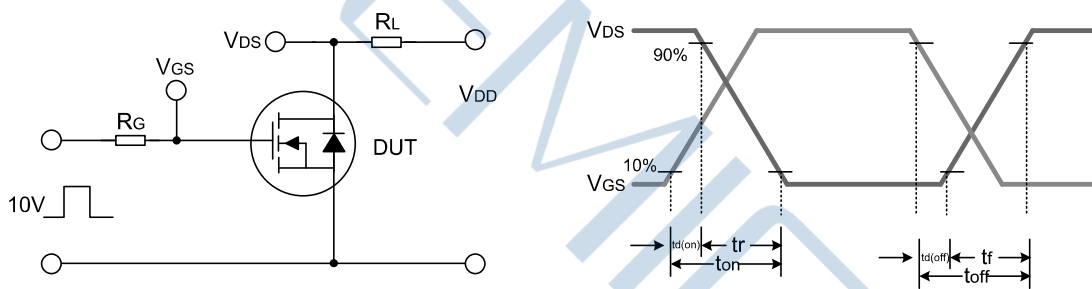 RL
VDS
VGS
VDD
RG
DUT
10V
VDS
90%
10%
VGS
td(on)
tr
ton
td(off)
tf
toff